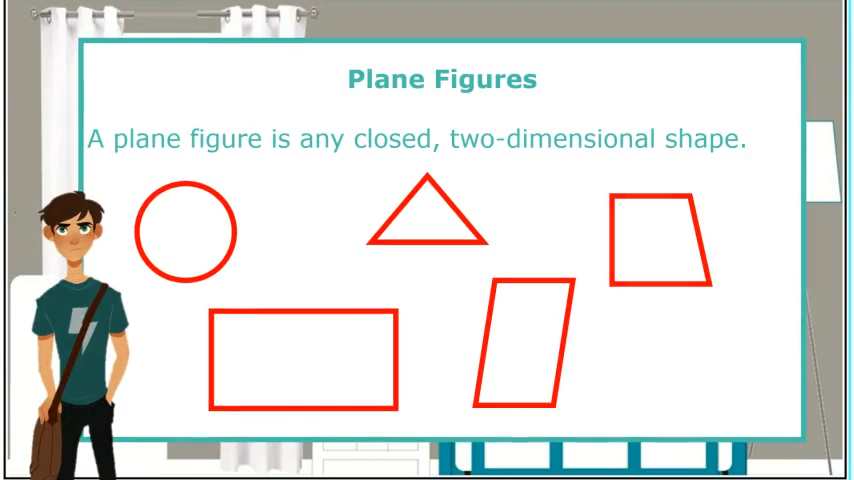 Plane Figures
A plane figure is any closed, two-dimensional shape.